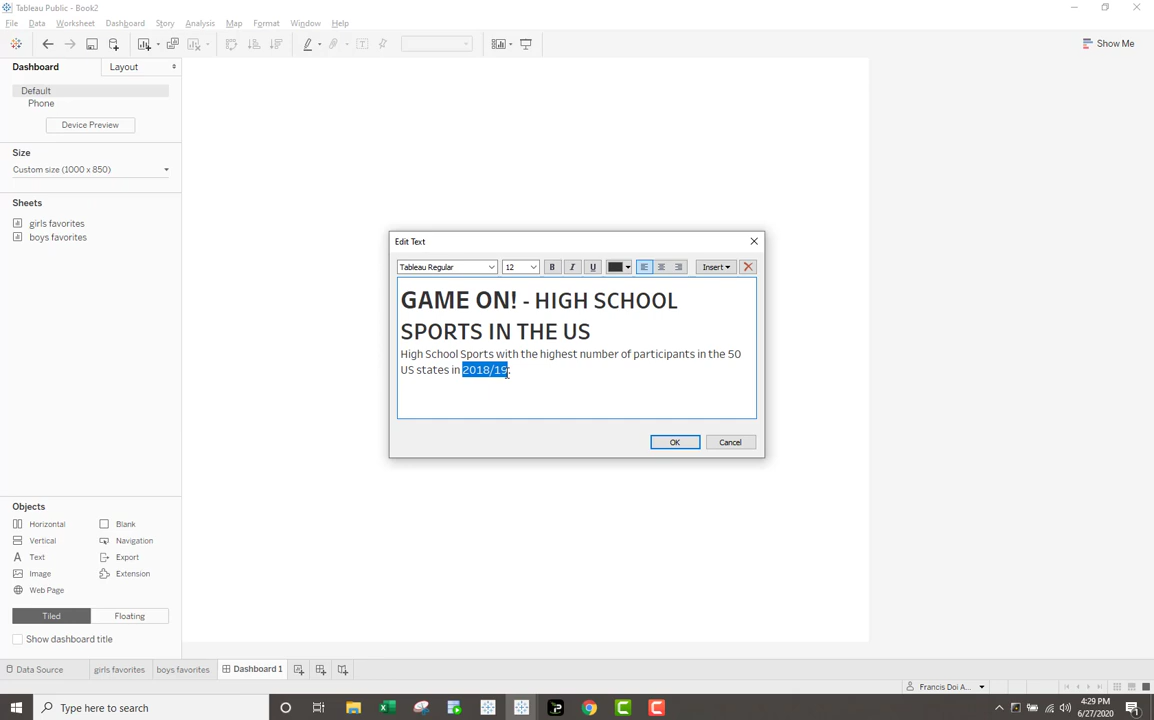 Tableau Public - Book2
File Data Worksheet Dashboard Story Analysis Map Format Window Help
Show Me
Dashboard Layout
Default
Phone
Device Preview
Size
Custom size (1000 x 850)
Sheets
girls favorites
boys favorites
Edit Text
Tableau Regular 12 B I U Insert
GAME ON! - HIGH SCHOOL
SPORTS IN THE US
High School Sports with the highest number of participants in the 50
US states in 2018/19
OK Cancel
Objects
Horizontal Blank
Vertical Navigation
Text Export
Image Extension
Web Page
Tiled Floating
Show dashboard title
Data Source girls favorites boys favorites Dashboard 1
Francis Doi A...
Type here to search
4:29 PM
6/27/2020